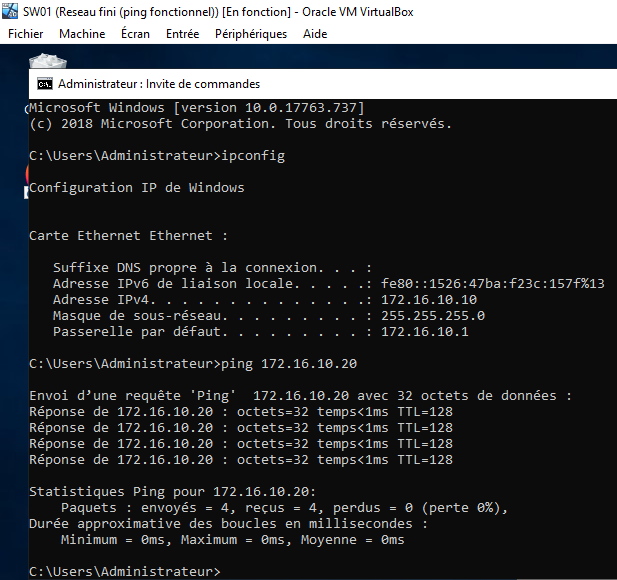 SW01 (Reseau fini (ping fonctionnel)) [En fonction] - Oracle VM VirtualBox
Fichier Machine Écran Entrée Périphériques Aide
Administrateur : Invite de commandes
Microsoft Windows [version 10.0.17763.737]
(c) 2018 Microsoft Corporation. Tous droits réservés.
C:\Users\Administrateur>ipconfig
Configuration IP de Windows
Carte Ethernet Ethernet :
Suffixe DNS propre à la connexion. . . :
Adresse IPv6 de liaison locale. . . . .: fe80::1526:47ba:f23c:157f%13
Adresse IPv4. . . . . . . . . . . . . .: 172.16.10.10
Masque de sous-réseau. . . . . . . . . : 255.255.255.0
Passerelle par défaut. . . . . . . . . : 172.16.10.1
C:\Users\Administrateur>ping 172.16.10.20
Envoi d’une requête 'Ping'  172.16.10.20 avec 32 octets de données :
Réponse de 172.16.10.20 : octets=32 temps<1ms TTL=128
Réponse de 172.16.10.20 : octets=32 temps<1ms TTL=128
Réponse de 172.16.10.20 : octets=32 temps<1ms TTL=128
Réponse de 172.16.10.20 : octets=32 temps<1ms TTL=128
Statistiques Ping pour 172.16.10.20:
Paquets : envoyés = 4, reçus = 4, perdus = 0 (perte 0%),
Durée approximative des boucles en millisecondes :
Minimum = 0ms, Maximum = 0ms, Moyenne = 0ms
C:\Users\Administrateur>